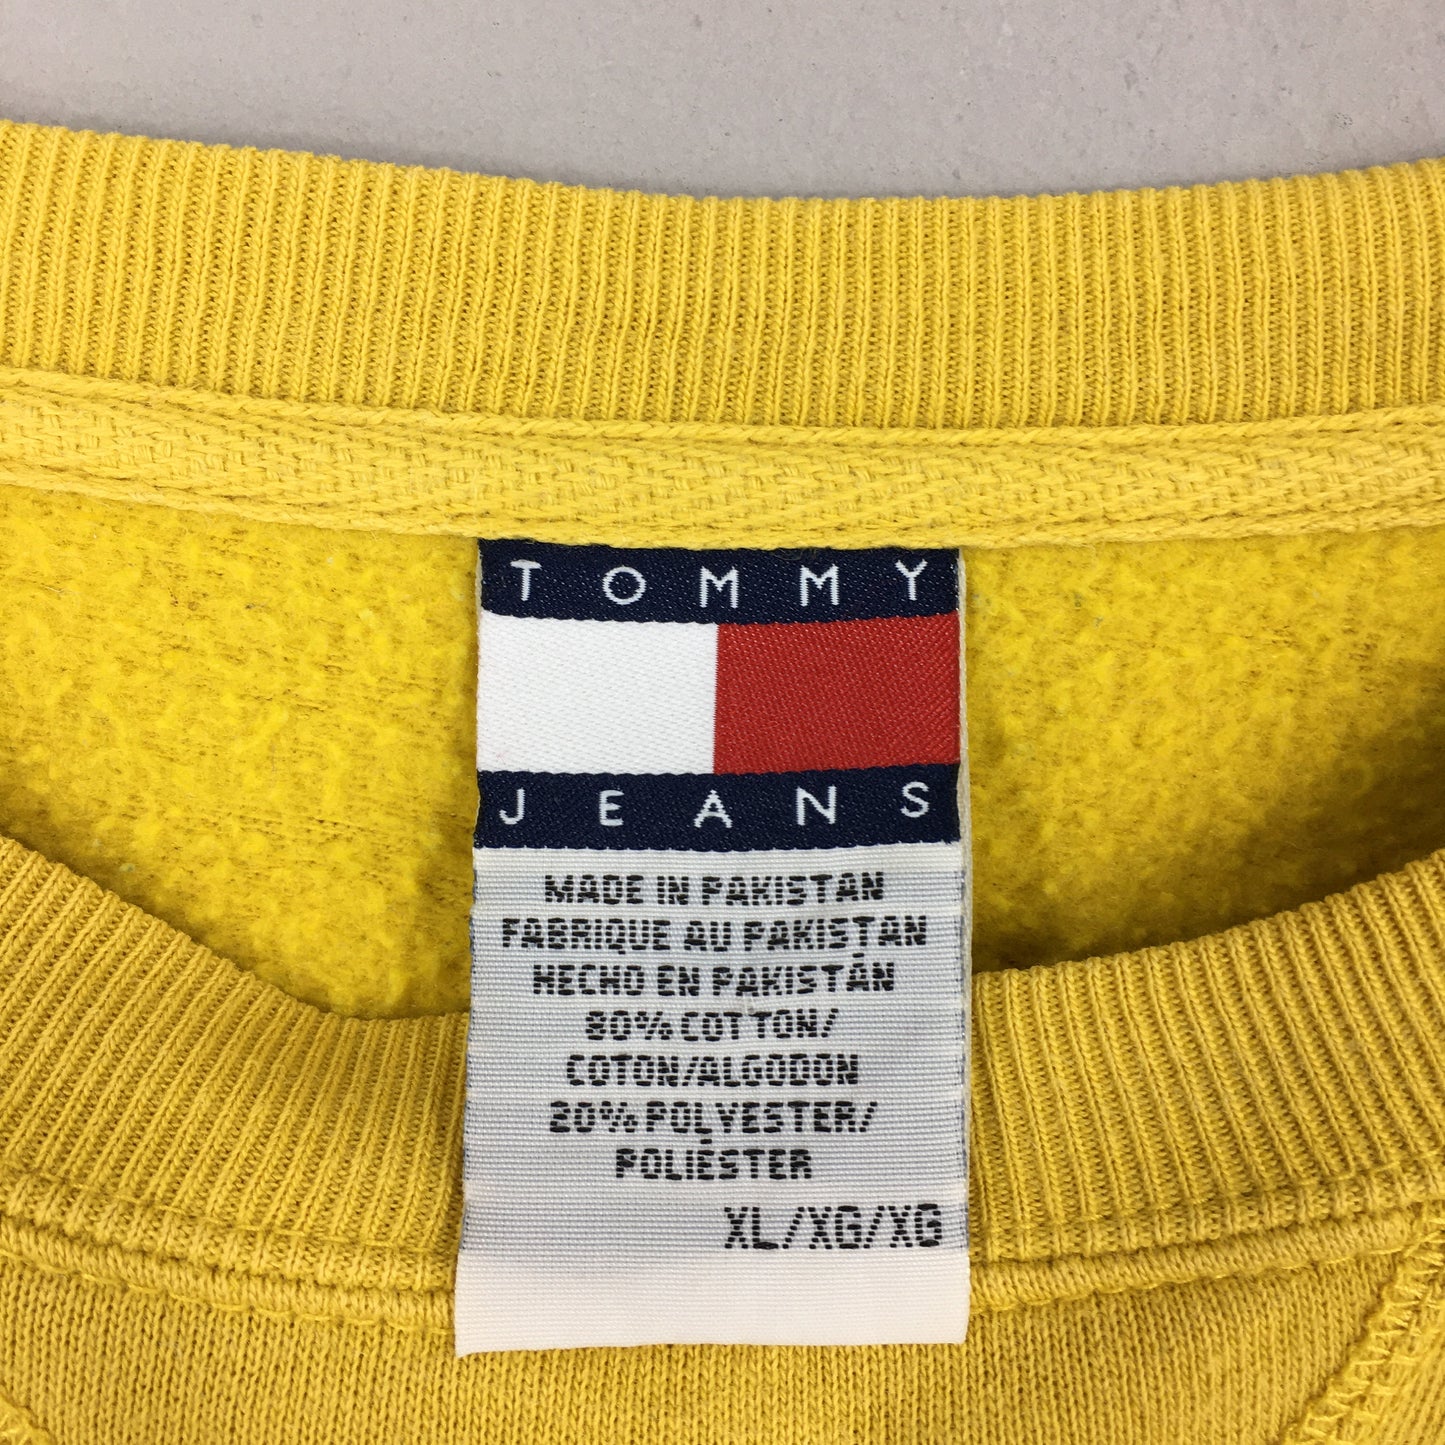 TOMMY
JEANS
MADE IN PAKISTAN
FABRIQUE AU PAKISTAN
HECHO EN PAKISTÁN
80% COTTON/
COTON/ALGODON
20% POLYESTER/
POLIÉSTER
XL/XG/XG